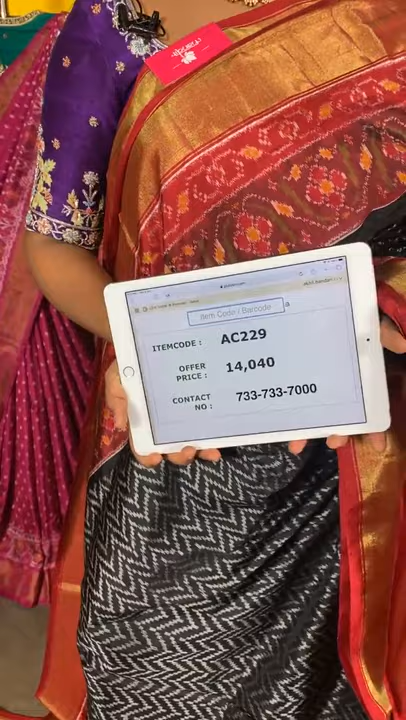 Item Code / Barcode
ITEMCODE : AC229
OFFER PRICE : 14,040
CONTACT NO : 733-733-7000